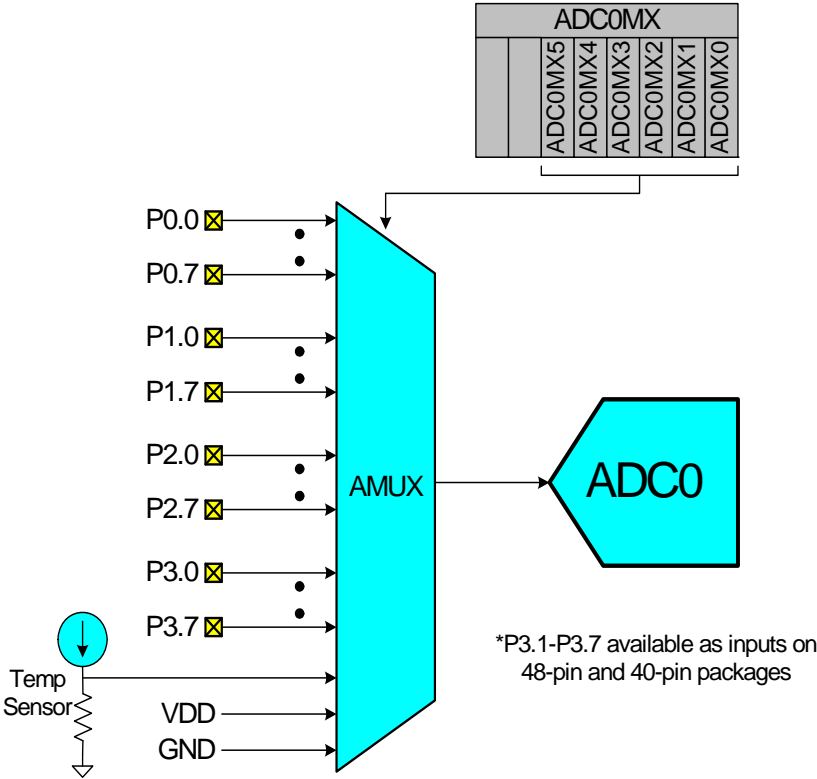 ADC0MX
ADC0MX5
ADC0MX4
ADC0MX3
ADC0MX2
ADC0MX1
ADC0MX0
P0.0
P0.7
P1.0
P1.7
P2.0
P2.7
P3.0
P3.7
AMUX
ADC0
Temp
Sensor
VDD
GND
*P3.1-P3.7 available as inputs on
48-pin and 40-pin packages